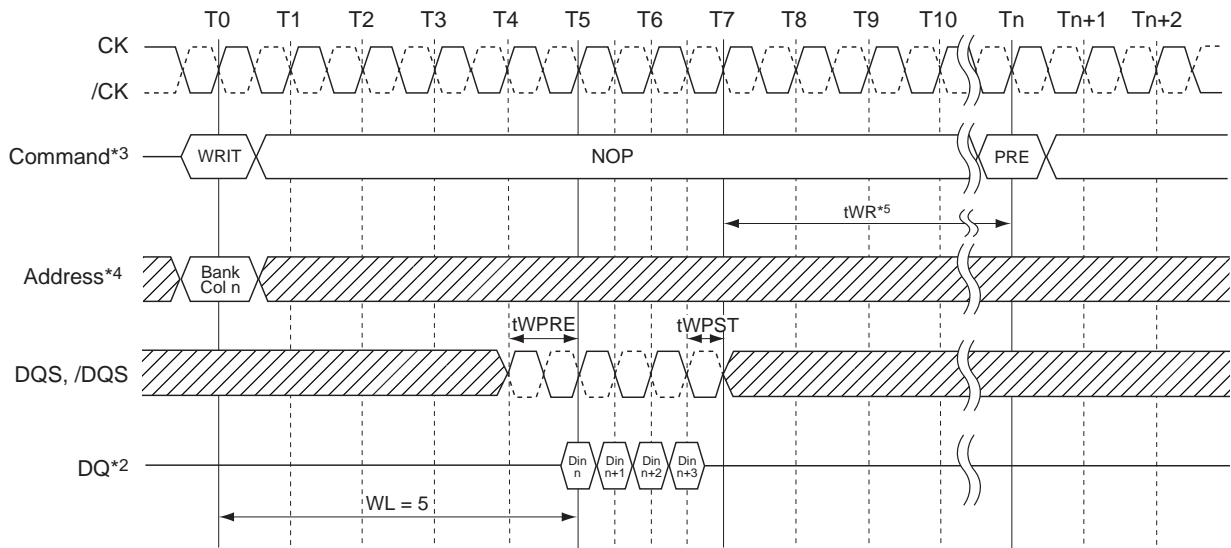 T0 T1 T2 T3 T4 T5 T6 T7 T8 T9 T10 Tn Tn+1 Tn+2
CK
/CK
Command*3 WRIT NOP PRE
tWR*5
Address*4 Bank Col n
tWPRE tWPST
DQS, /DQS
DQ*2 Din n Din n+1 Din n+2 Din n+3
WL = 5